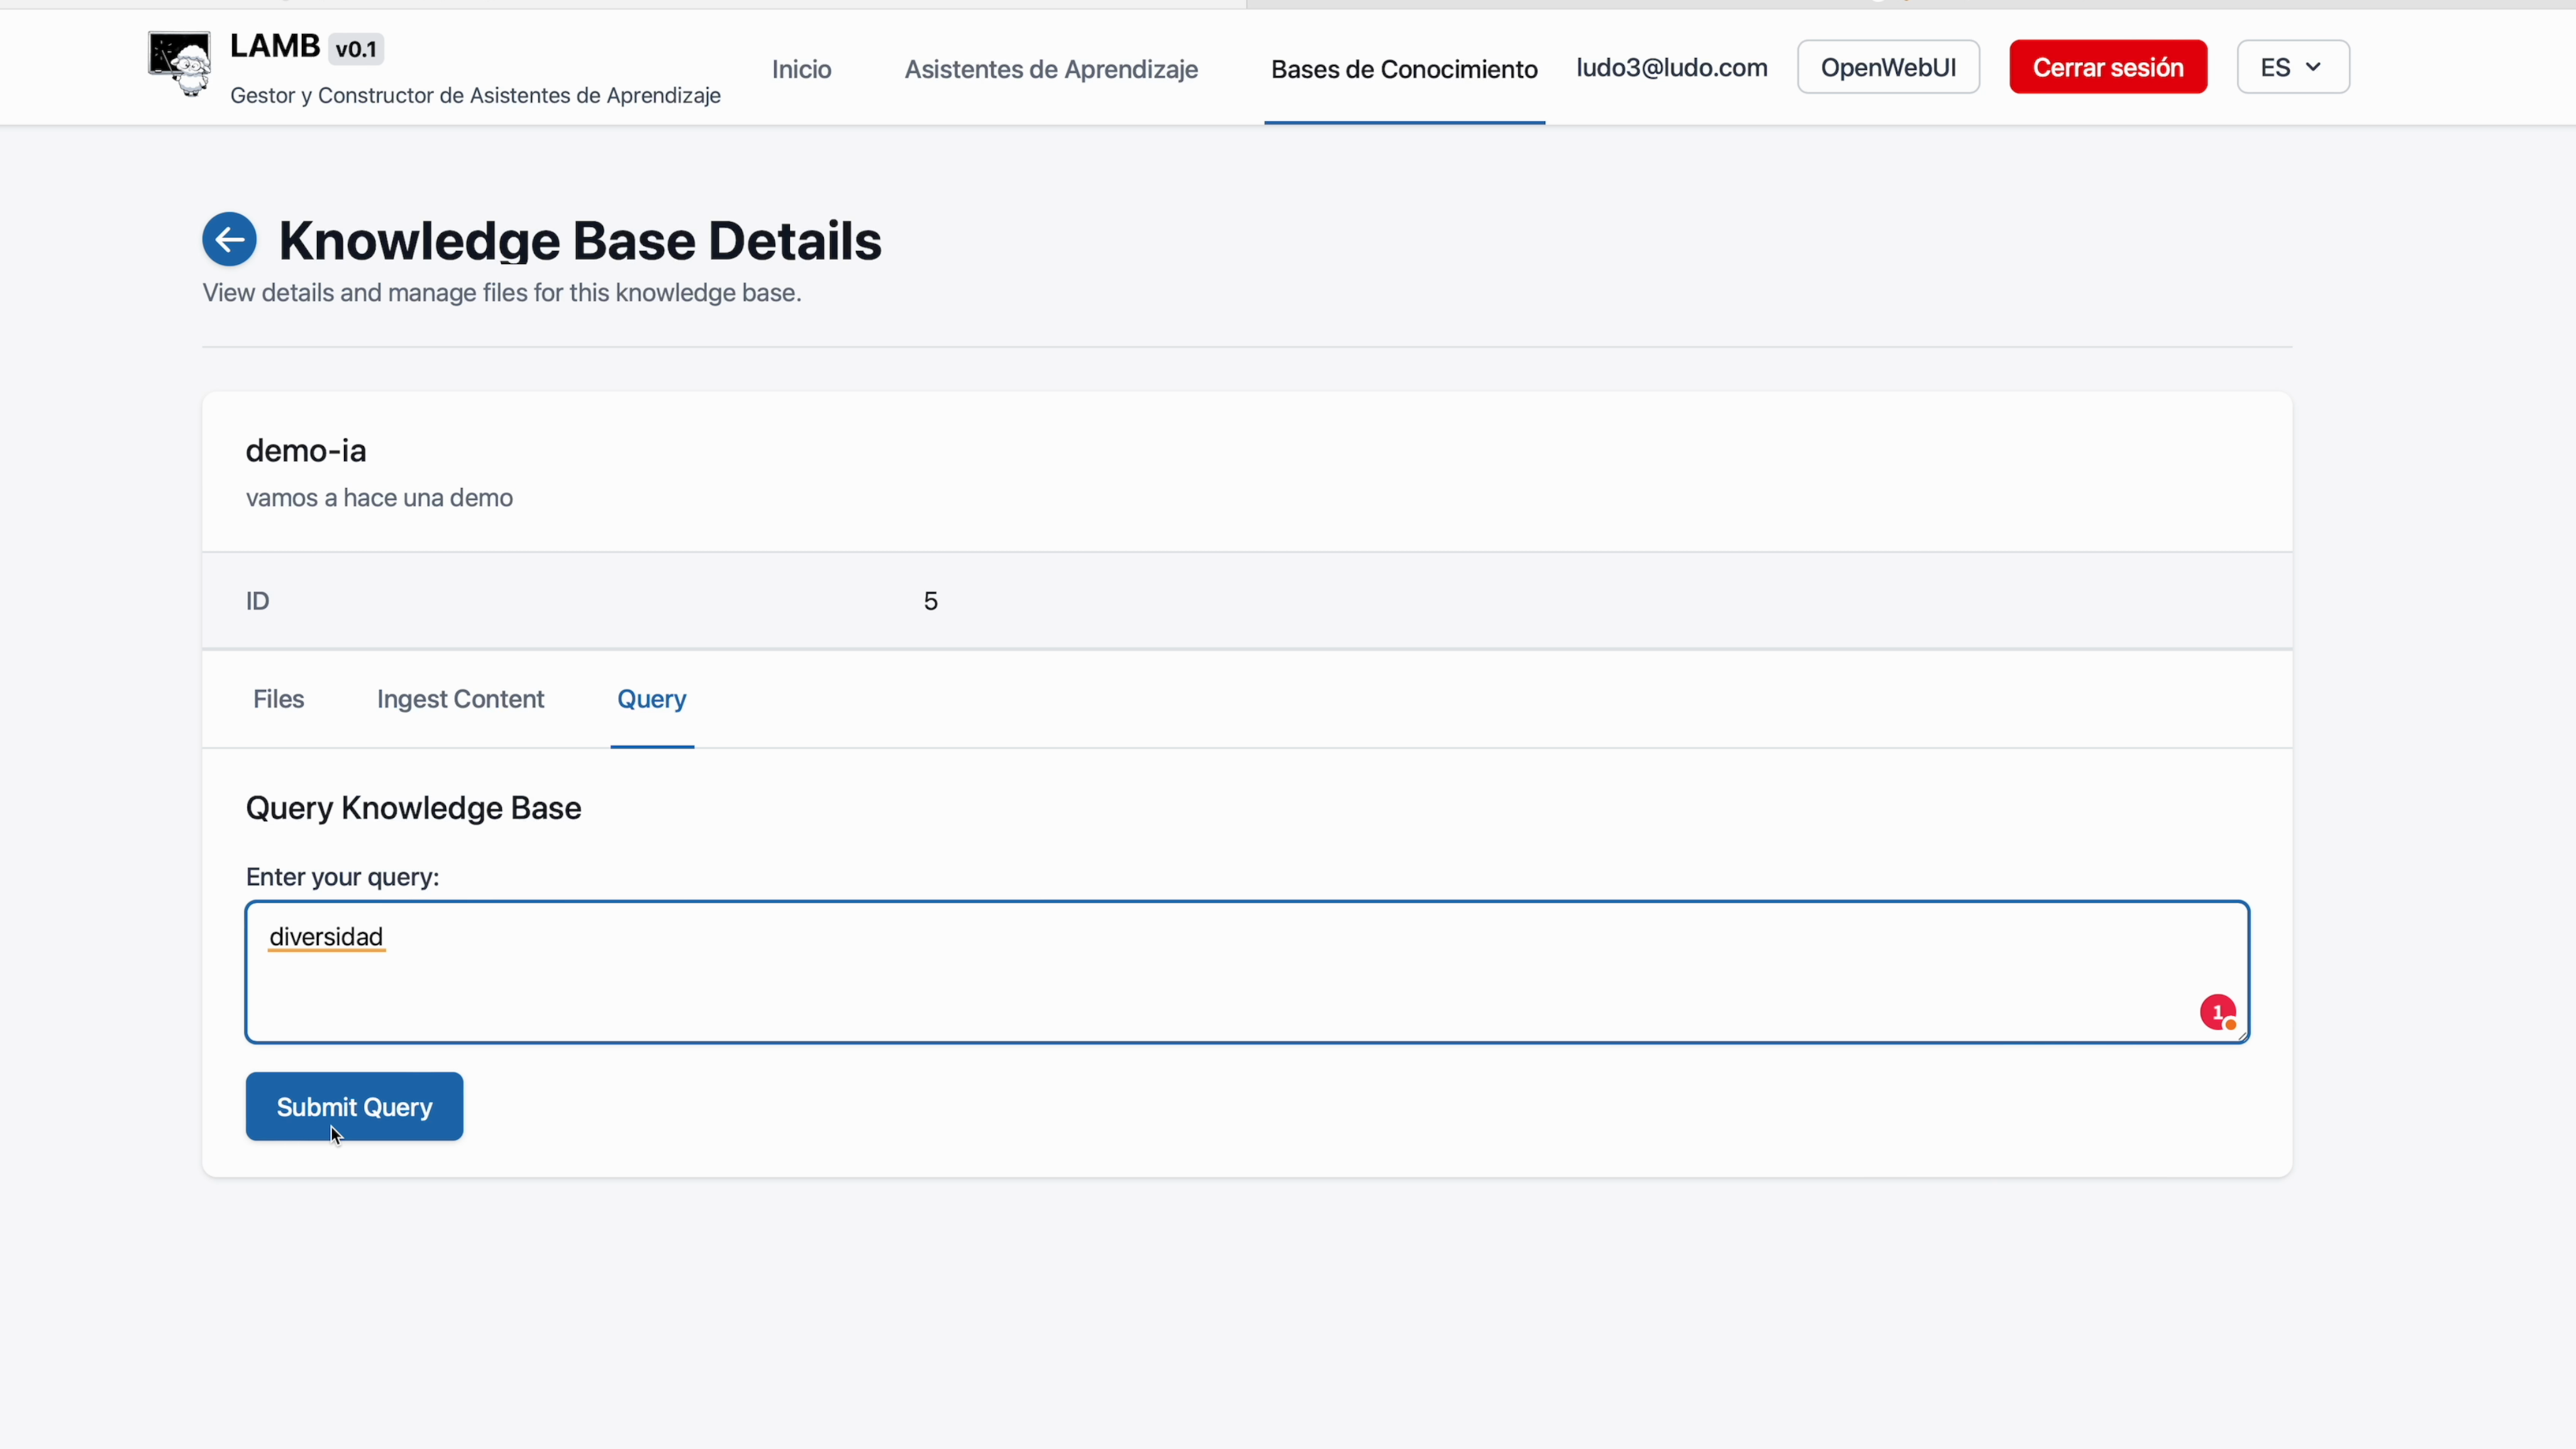 LAMB v0.1
Gestor y Constructor de Asistentes de Aprendizaje
Inicio
Asistentes de Aprendizaje
Bases de Conocimiento
ludo3@ludo.com
OpenWebUI
Cerrar sesión
ES
Knowledge Base Details
View details and manage files for this knowledge base.
demo-ia
vamos a hace una demo
ID 5
Files
Ingest Content
Query
Query Knowledge Base
Enter your query:
diversidad
1
Submit Query